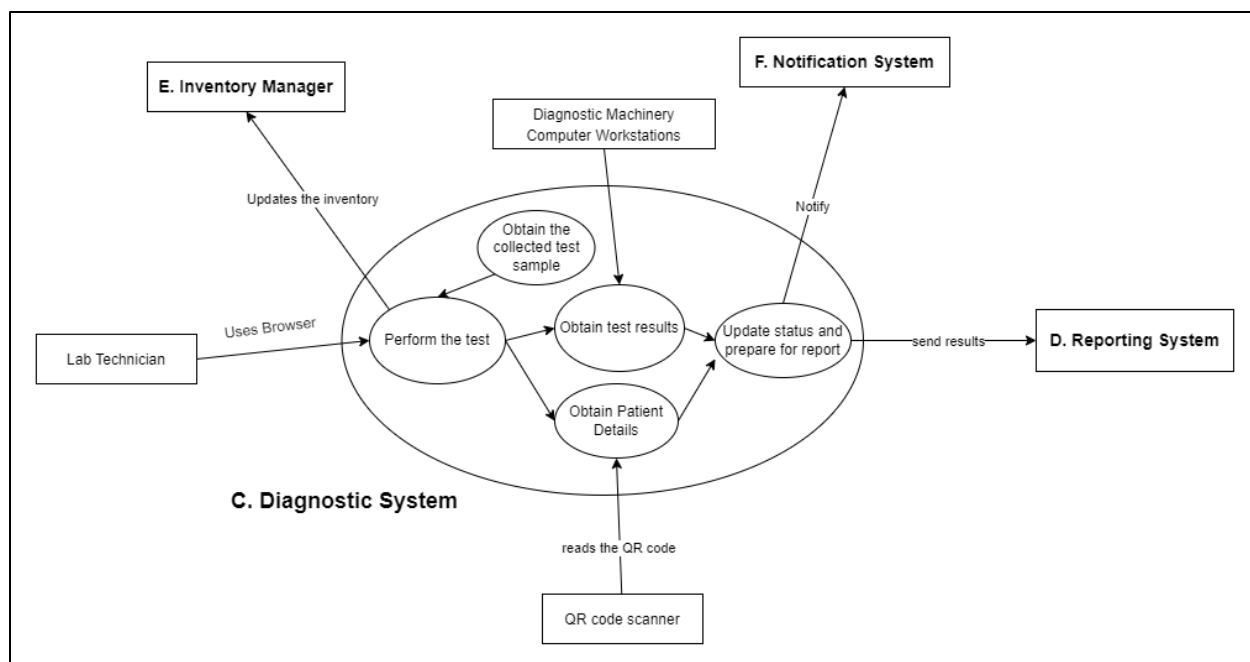 F. Notification System
E. Inventory Manager
Diagnostic Machinery
Computer Workstations
Updates the inventory
Notify
Obtain the
collected test
sample
Uses Browser
Perform the test
Obtain test results
Update status and
prepare for report
send results
D. Reporting System
Lab Technician
Obtain Patient
Details
C. Diagnostic System
reads the QR code
QR code scanner